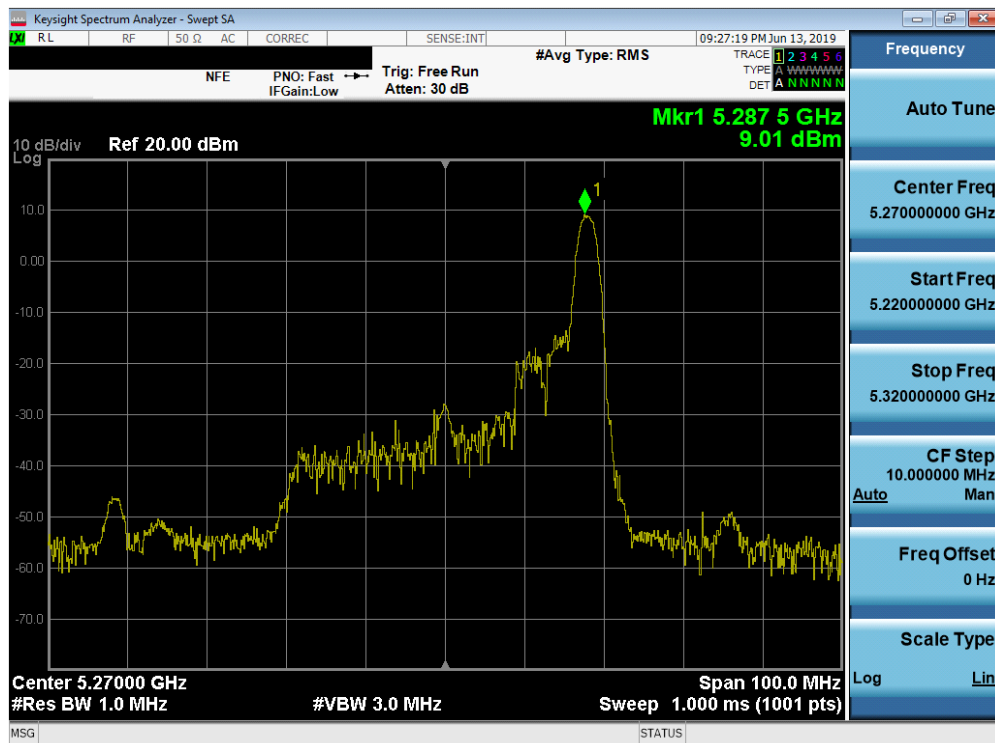 Keysight Spectrum Analyzer - Swept SA
LXI RL RF 50 Ω AC CORREC SENSE:INT 09:27:19 PM Jun 13, 2019
#Avg Type: RMS TRACE 1 2 3 4 5 6
NFE PNO: Fast Trig: Free Run TYPE A W W W W W
IFGain:Low Atten: 30 dB DET A N N N N N
Mkr1 5.287 5 GHz
9.01 dBm
10 dB/div Ref 20.00 dBm
Log
1
10.0
0.00
-10.0
-20.0
-30.0
-40.0
-50.0
-60.0
-70.0
Center 5.27000 GHz Span 100.0 MHz
#Res BW 1.0 MHz #VBW 3.0 MHz Sweep 1.000 ms (1001 pts)
MSG STATUS
Frequency
Auto Tune
Center Freq
5.270000000 GHz
Start Freq
5.220000000 GHz
Stop Freq
5.320000000 GHz
CF Step
10.000000 MHz
Auto Man
Freq Offset
0 Hz
Scale Type
Log Lin